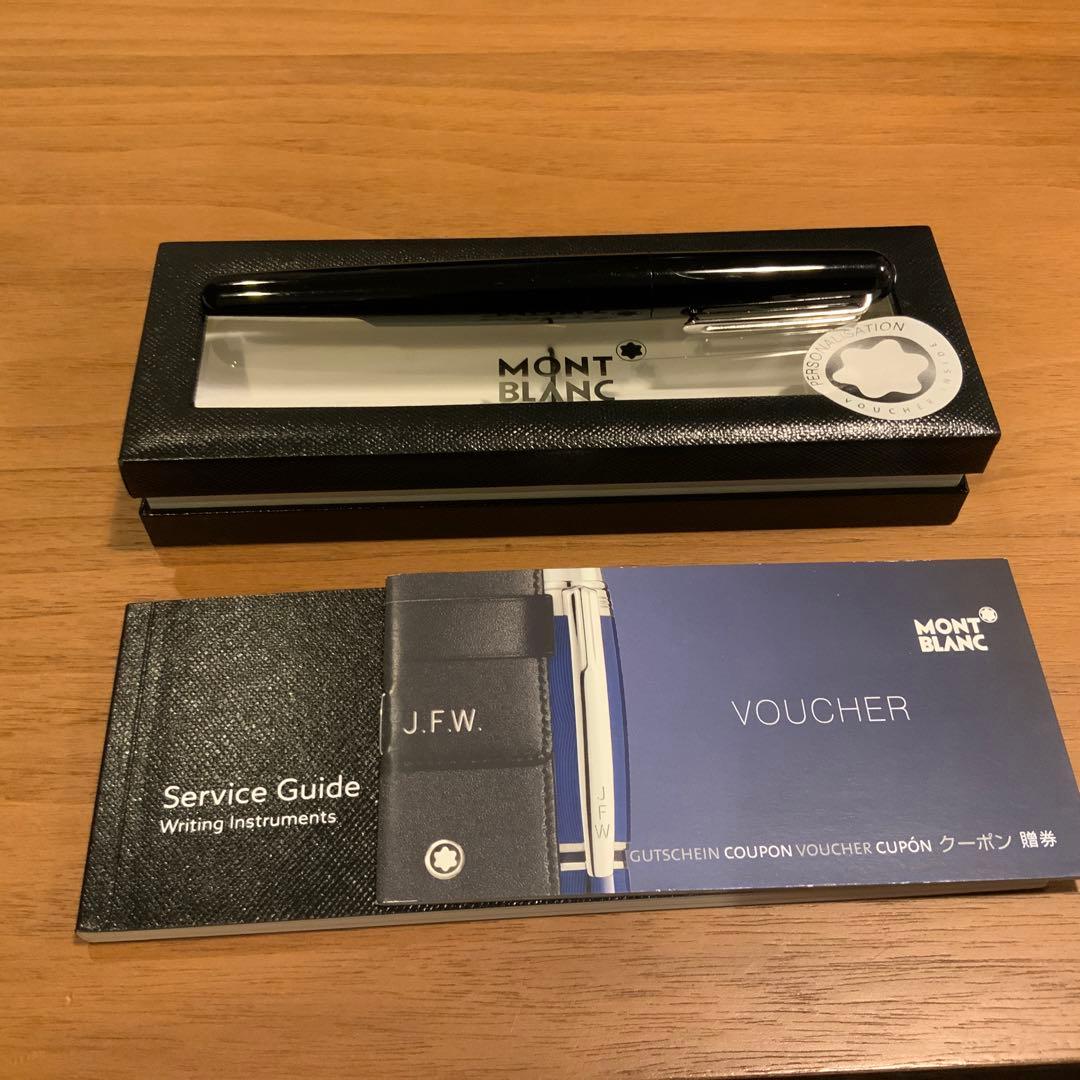 MONT
BLANC
PERSONALISATION
VOUCHER INSIDE
MONT
BLANC
VOUCHER
J.F.W.
JFW
Service Guide
Writing Instruments
GUTSCHEIN COUPON VOUCHER CUPÓN クーポン 贈券